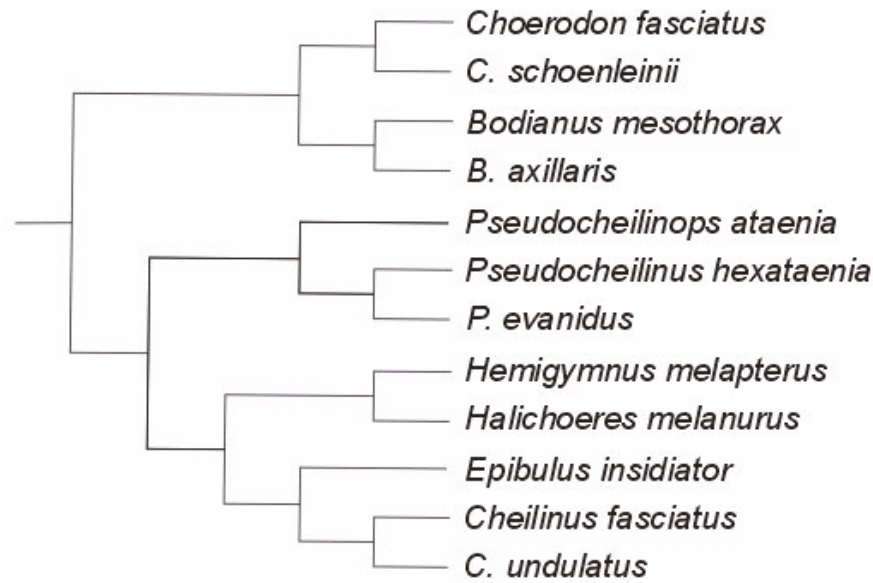 Choerodon fasciatus
C. schoenleinii
Bodianus mesothorax
B. axillaris
Pseudocheilinops ataenia
Pseudocheilinus hexataenia
P. evanidus
Hemigymnus melapterus
Halichoeres melanurus
Epibulus insidiator
Cheilinus fasciatus
C. undulatus